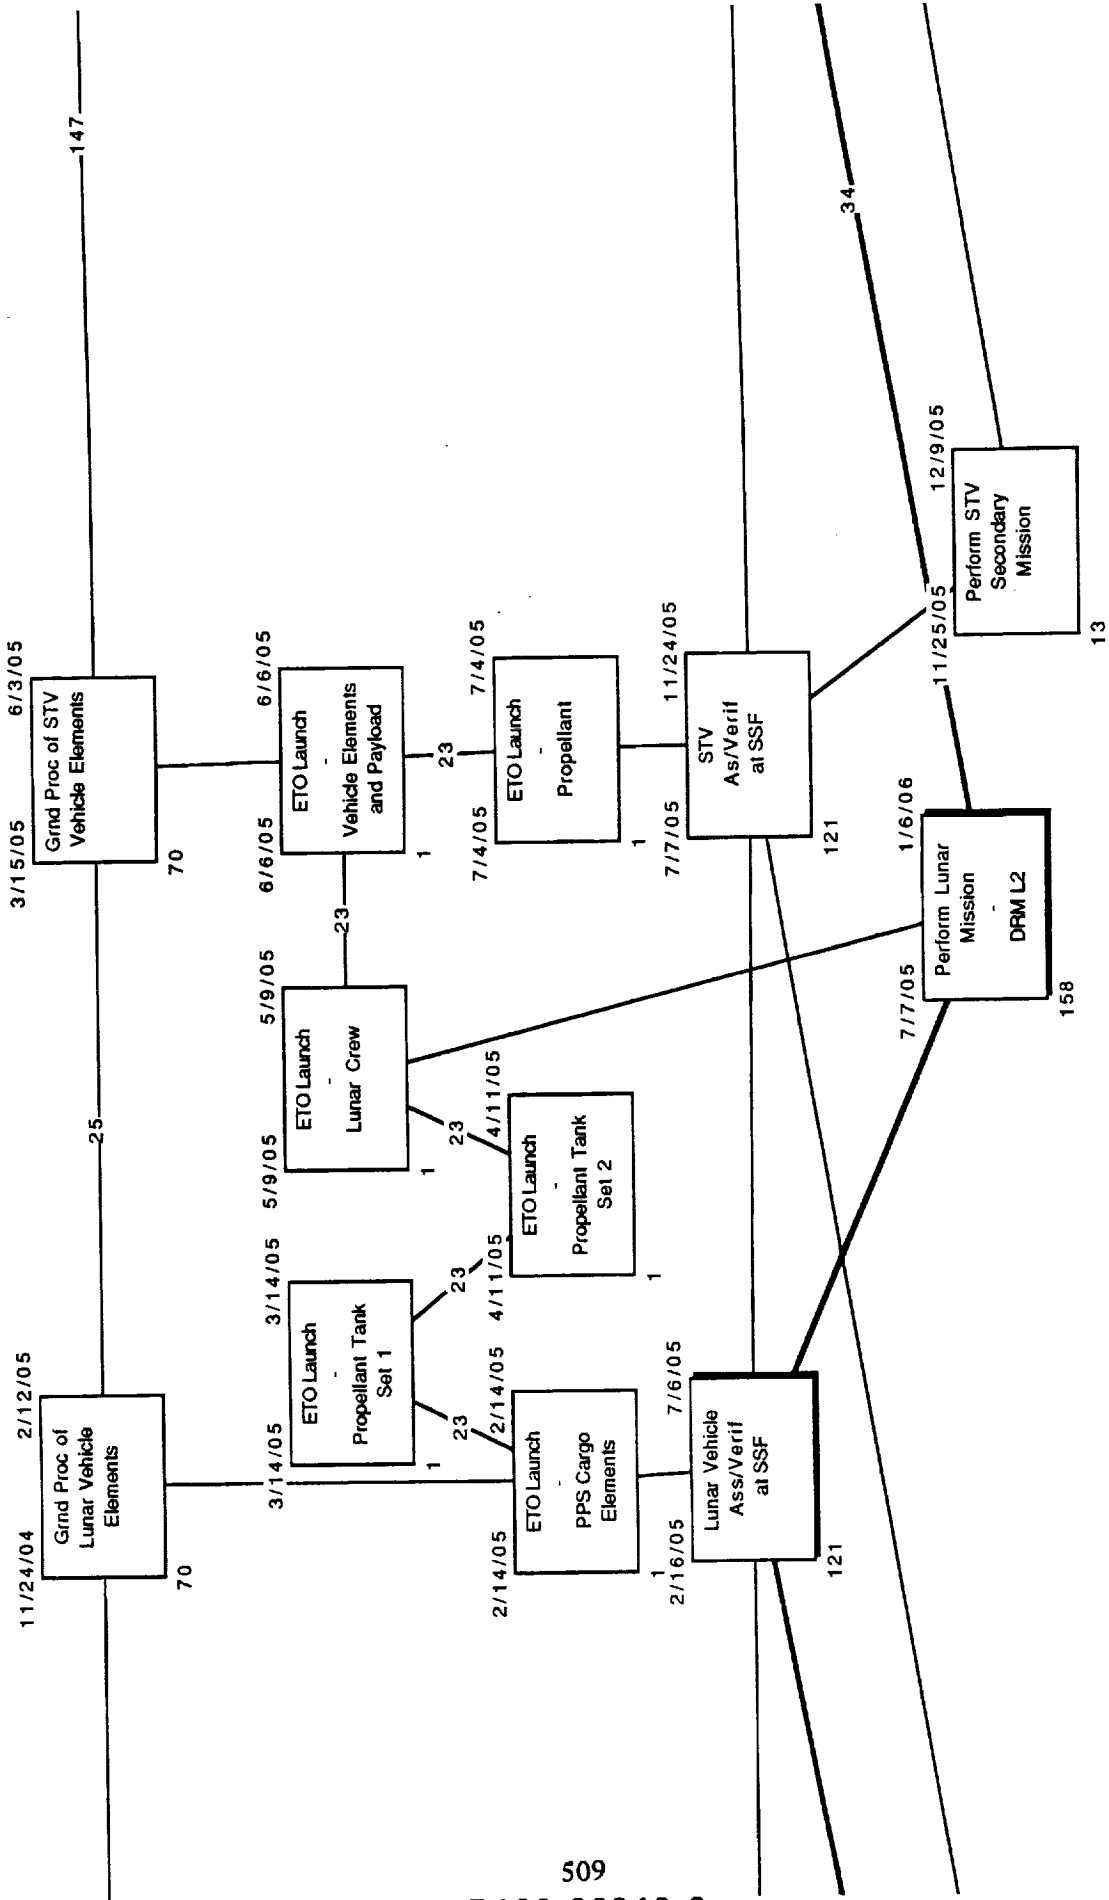 11/24/04
2/12/05
Grnd Proc of
Lunar Vehicle
Elements
70
25
3/15/05
6/3/05
Grnd Proc of STV
Vehicle Elements
70
147
3/14/05
3/14/05
ETO Launch
-
Propellant Tank
Set 1
1
23
23
5/9/05
5/9/05
ETO Launch
-
Lunar Crew
1
23
23
6/6/05
6/6/05
ETO Launch
-
Vehicle Elements
and Payload
1
23
2/14/05
2/14/05
ETO Launch
-
PPS Cargo
Elements
1
4/11/05
4/11/05
ETO Launch
-
Propellant Tank
Set 2
1
7/4/05
7/4/05
ETO Launch
-
Propellant
1
2/16/05
7/6/05
Lunar Vehicle
Ass/Verif
at SSF
121
7/7/05
11/24/05
STV
As/Verif
at SSF
121
34
7/7/05
1/6/06
Perform Lunar
Mission
-
DRM L2
158
11/25/05
12/9/05
Perform STV
Secondary
Mission
13
509